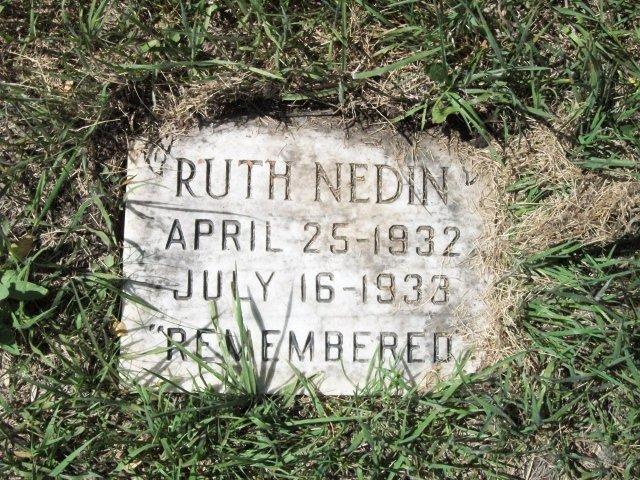 RUTH NEDIN
APRIL 25-1932
JULY 16-1933
"REMEMBERED